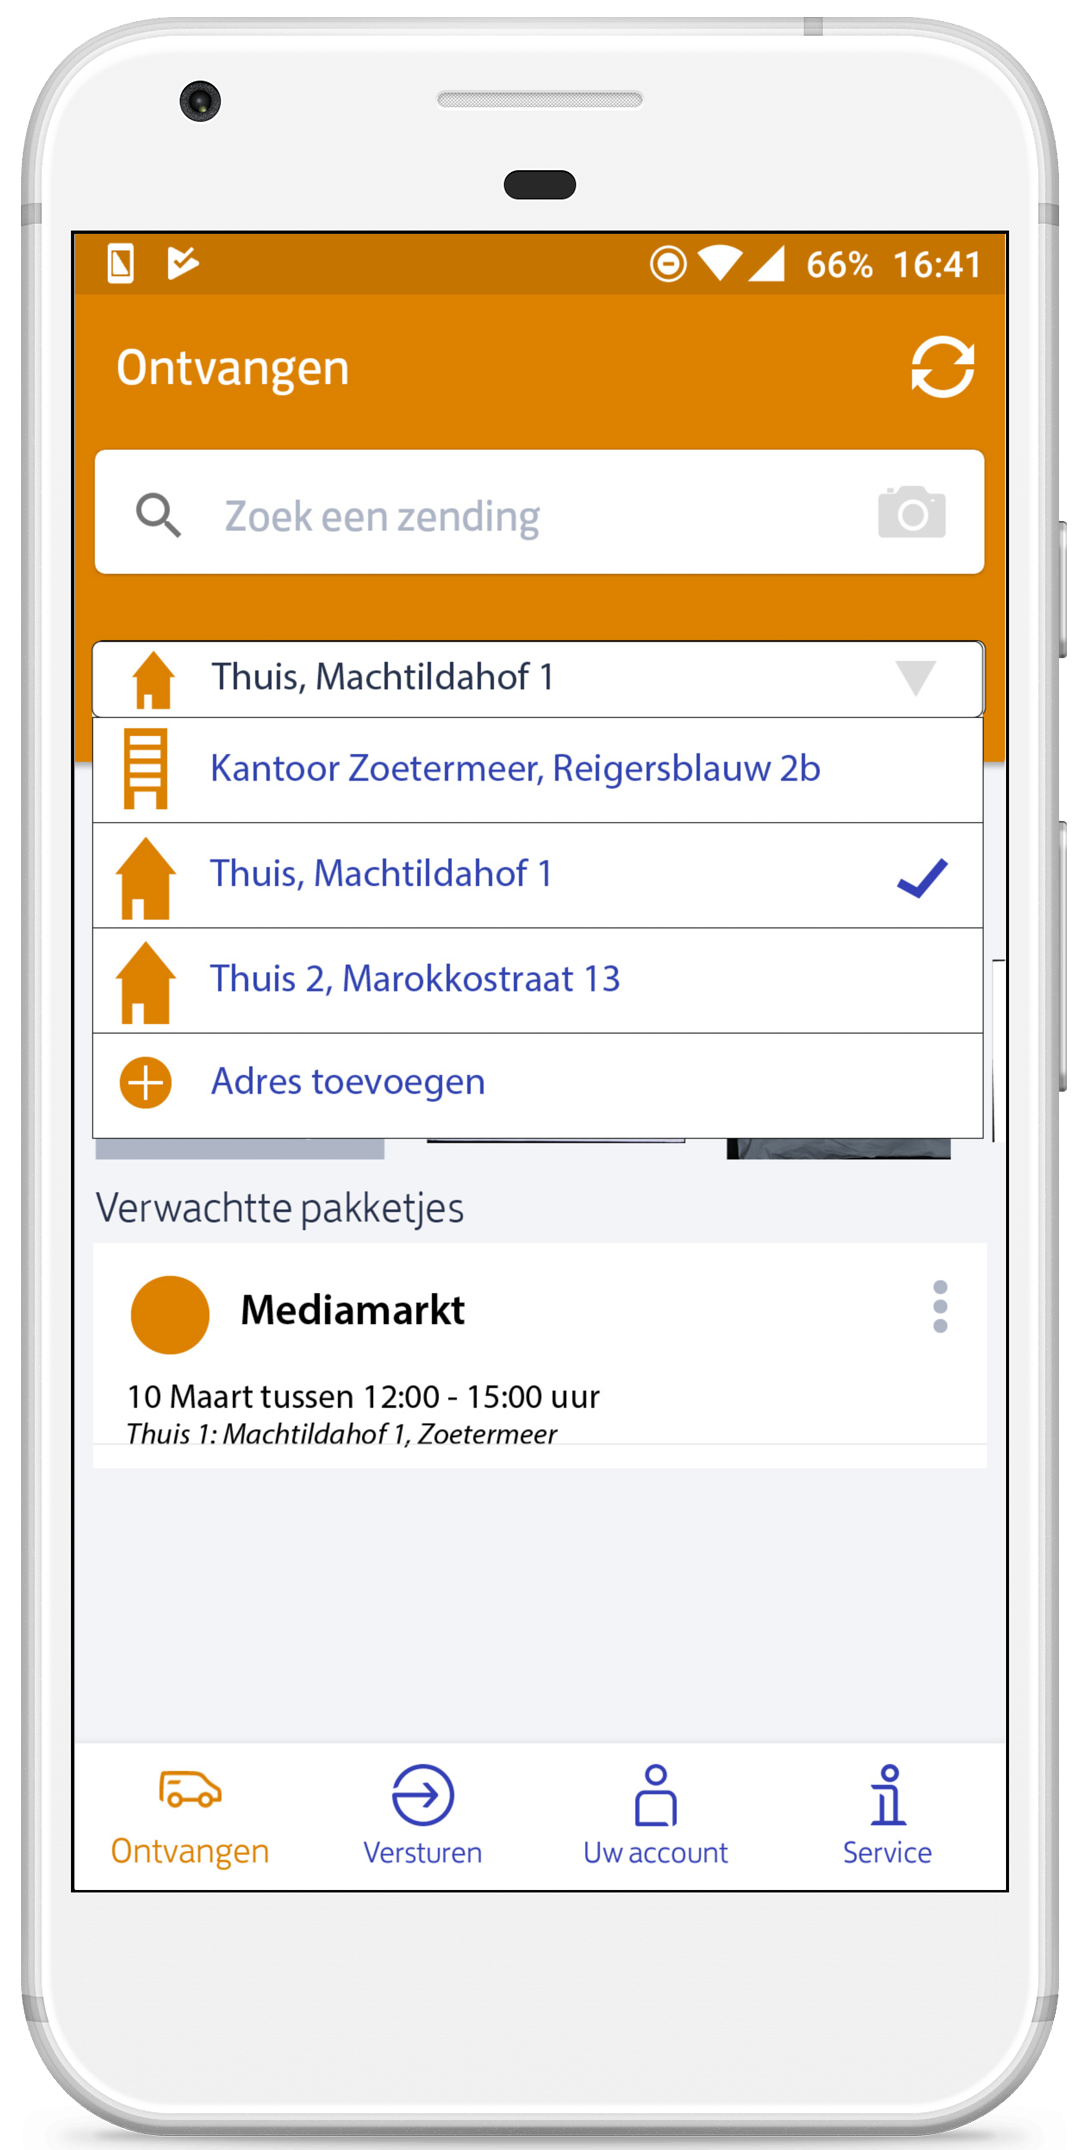 66% 16:41
Ontvangen
Zoek een zending
Thuis, Machtildahof 1
Kantoor Zoetermeer, Reigersblauw 2b
Thuis, Machtildahof 1
Thuis 2, Marokkostraat 13
Adres toevoegen
Verwachtte pakketjes
Mediamarkt
10 Maart tussen 12:00 - 15:00 uur
Thuis 1: Machtildahof 1, Zoetermeer
Ontvangen Versturen Uw account Service